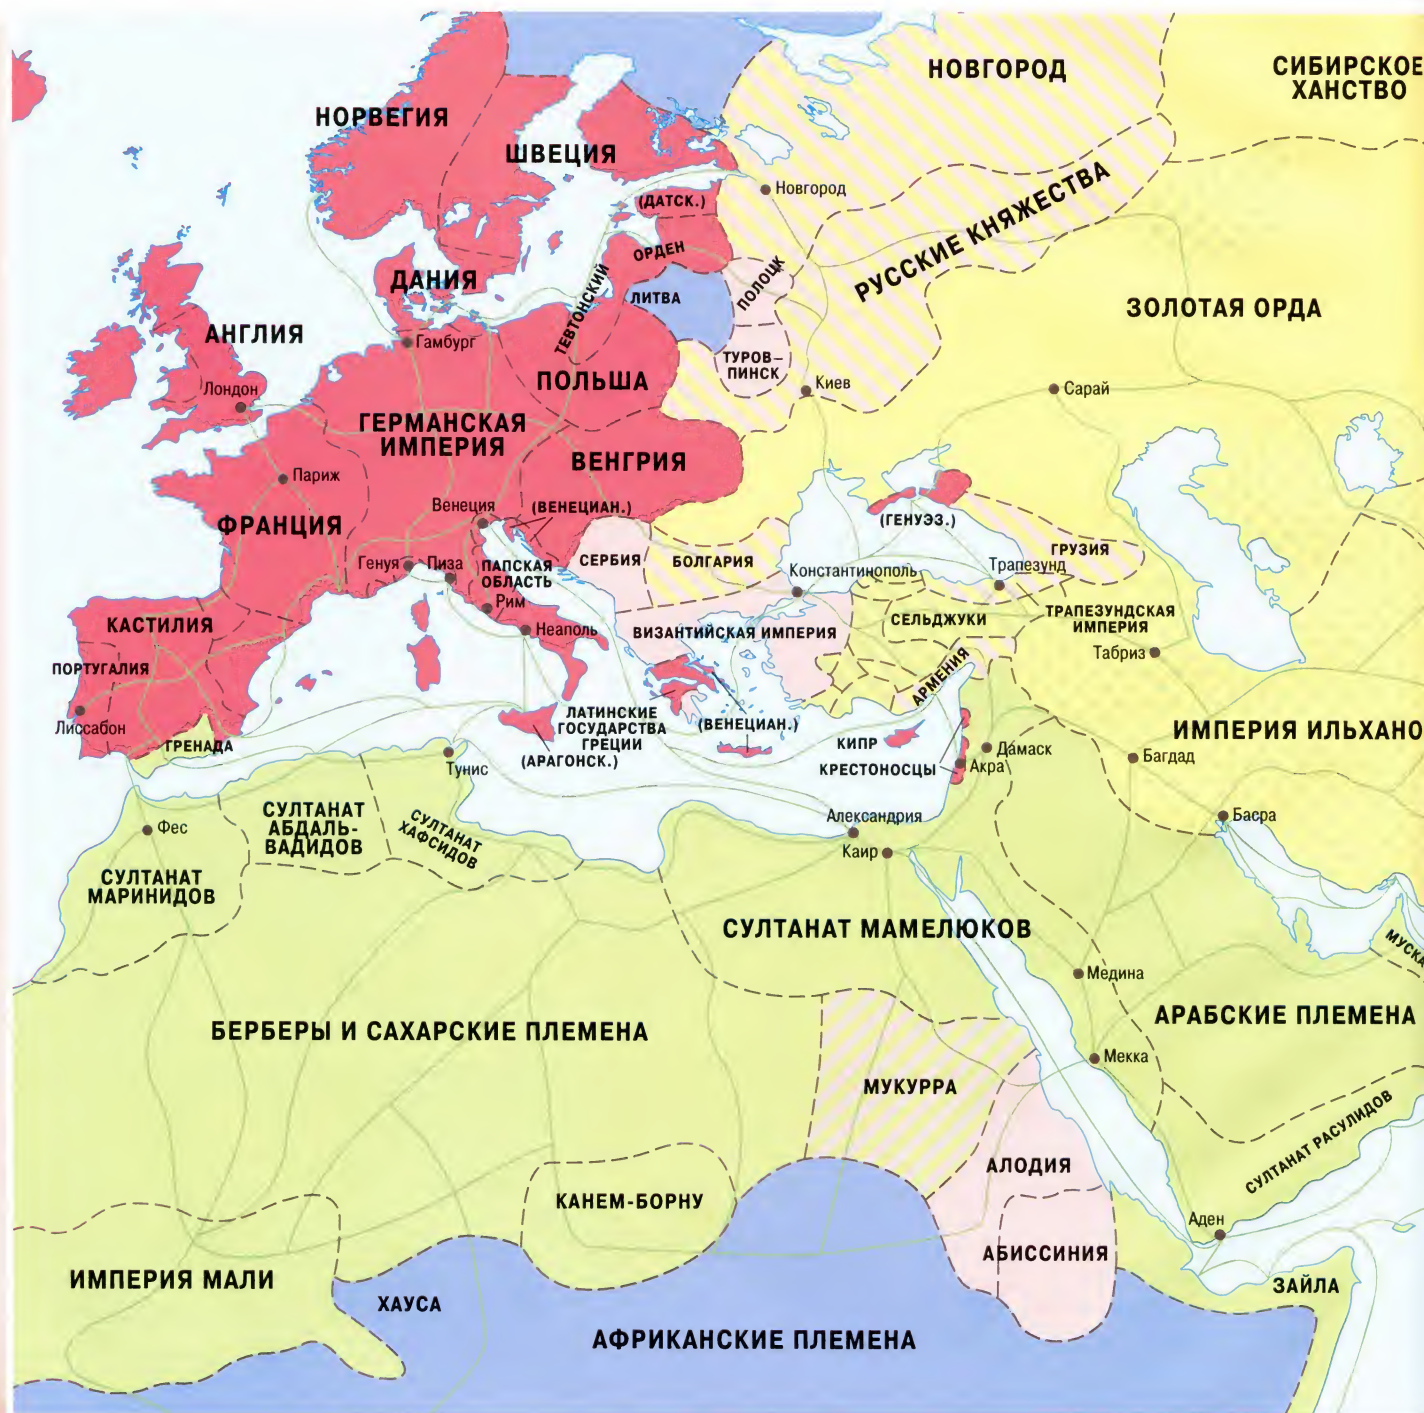 НОВГОРОД
СИБИРСКОЕ
ХАНСТВО
НОРВЕГИЯ
ШВЕЦИЯ
Новгород
(ДАТСК.)
РУССКИЕ КНЯЖЕСТВА
ОРДЕН
ТЕВТОНСКИЙ
ДАНИЯ
ЛИТВА
ПОЛОЦК
ЗОЛОТАЯ ОРДА
АНГЛИЯ
Гамбург
ТУРОВ–
ПИНСК
Лондон
ПОЛЬША
Киев
Сарай
ГЕРМАНСКАЯ
ИМПЕРИЯ
ВЕНГРИЯ
Париж
Венеция
(ВЕНЕЦИАН.)
ФРАНЦИЯ
(ГЕНУЭЗ.)
Генуя
Пиза
ПАПСКАЯ
ОБЛАСТЬ
СЕРБИЯ
БОЛГАРИЯ
ГРУЗИЯ
Константинополь
Трапезунд
Рим
КАСТИЛИЯ
Неаполь
ВИЗАНТИЙСКАЯ ИМПЕРИЯ
СЕЛЬДЖУКИ
ТРАПЕЗУНДСКАЯ
ИМПЕРИЯ
Табриз
ПОРТУГАЛИЯ
АРМЕНИЯ
Лиссабон
ГРЕНАДА
ЛАТИНСКИЕ
ГОСУДАРСТВА
ГРЕЦИИ
(ВЕНЕЦИАН.)
(АРАГОНСК.)
КИПР
КРЕСТОНОСЦЫ
Дамаск
Акра
ИМПЕРИЯ ИЛЬХАНО
Багдад
Тунис
Басра
Александрия
Каир
Фес
СУЛТАНАТ
АБДАЛЬ-
ВАДИДОВ
СУЛТАНАТ
ХАФСИДОВ
СУЛТАНАТ
МАРИНИДОВ
СУЛТАНАТ МАМЕЛЮКОВ
МУСКА
Медина
АРАБСКИЕ ПЛЕМЕНА
БЕРБЕРЫ И САХАРСКИЕ ПЛЕМЕНА
Мекка
МУКУРРА
СУЛТАНАТ РАСУЛИДОВ
АЛОДИЯ
КАНЕМ-БОРНУ
Аден
АБИССИНИЯ
ИМПЕРИЯ МАЛИ
ЗАЙЛА
ХАУСА
АФРИКАНСКИЕ ПЛЕМЕНА